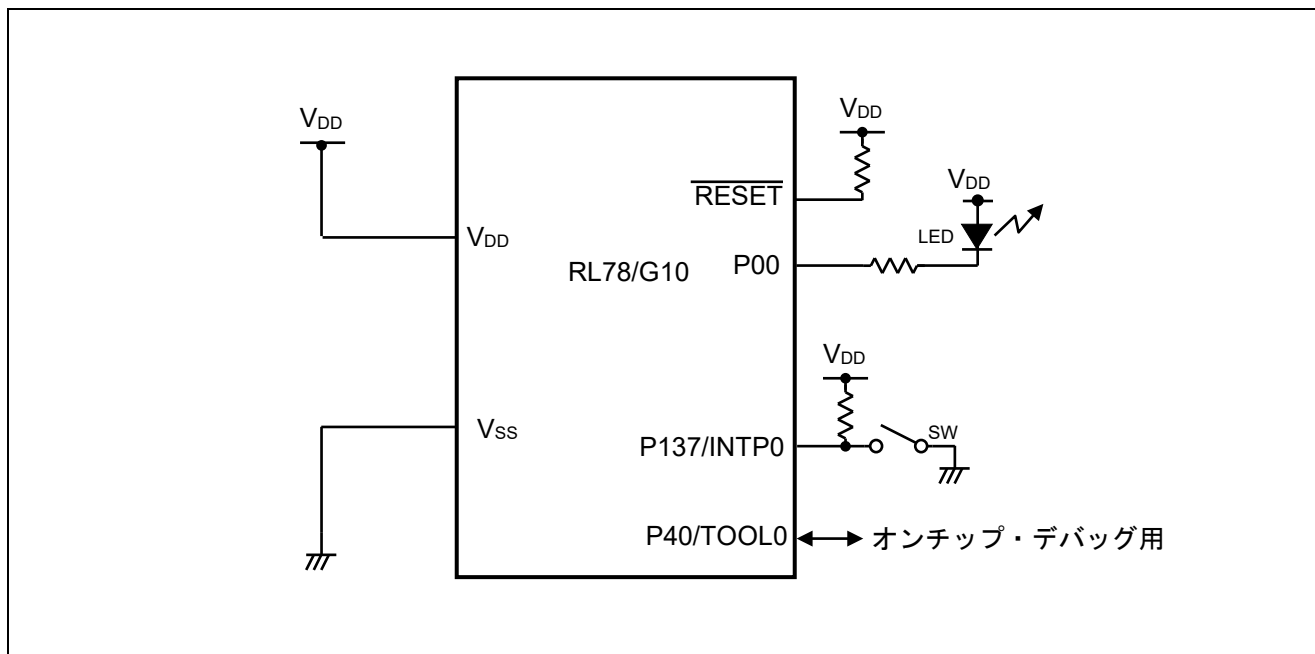 VDD
VDD
RESET
VDD
LED
VDD
RL78/G10
P00
VDD
VSS
P137/INTP0
SW
P40/TOOL0
オンチップ・デバッグ用